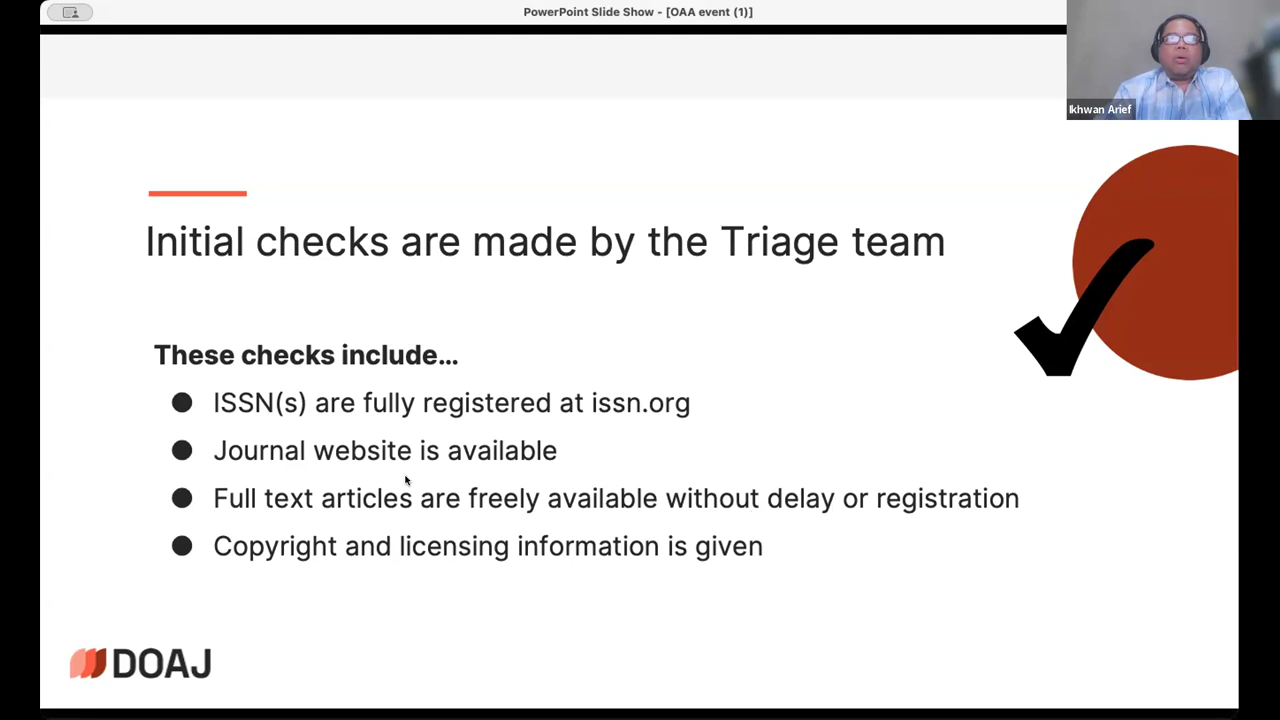 PowerPoint Slide Show - [OAA event (1)]
Ikhwan Arief
Initial checks are made by the Triage team
These checks include...
ISSN(s) are fully registered at issn.org
Journal website is available
Full text articles are freely available without delay or registration
Copyright and licensing information is given
DOAJ